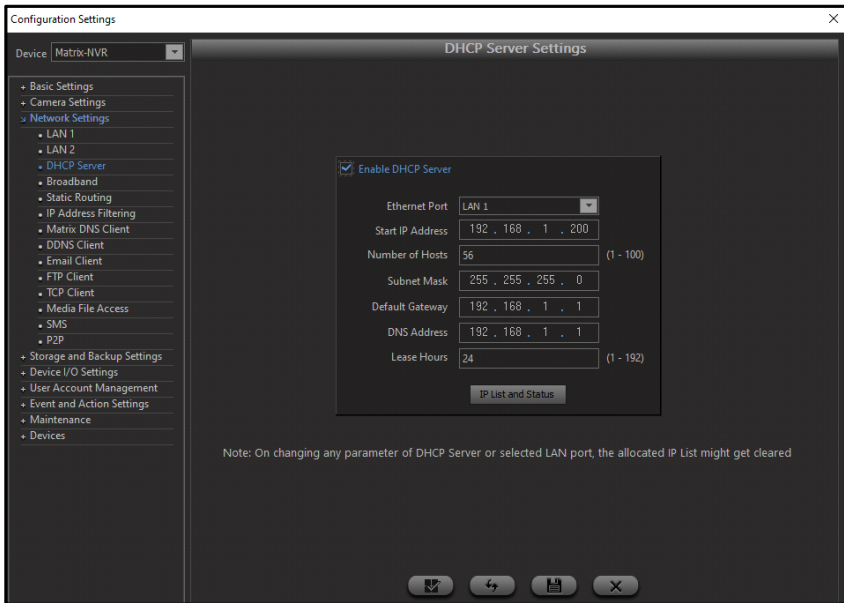 Configuration Settings
Device Matrix-NVR
+ Basic Settings
+ Camera Settings
Network Settings
• LAN 1
• LAN 2
• DHCP Server
• Broadband
• Static Routing
• IP Address Filtering
• Matrix DNS Client
• DDNS Client
• Email Client
• FTP Client
• TCP Client
• Media File Access
• SMS
• P2P
+ Storage and Backup Settings
+ Device I/O Settings
+ User Account Management
+ Event and Action Settings
+ Maintenance
+ Devices
DHCP Server Settings
Enable DHCP Server
Ethernet Port LAN 1
Start IP Address 192 . 168 . 1 . 200
Number of Hosts 56 (1 - 100)
Subnet Mask 255 . 255 . 255 . 0
Default Gateway 192 . 168 . 1 . 1
DNS Address 192 . 168 . 1 . 1
Lease Hours 24 (1 - 192)
IP List and Status
Note: On changing any parameter of DHCP Server or selected LAN port, the allocated IP List might get cleared